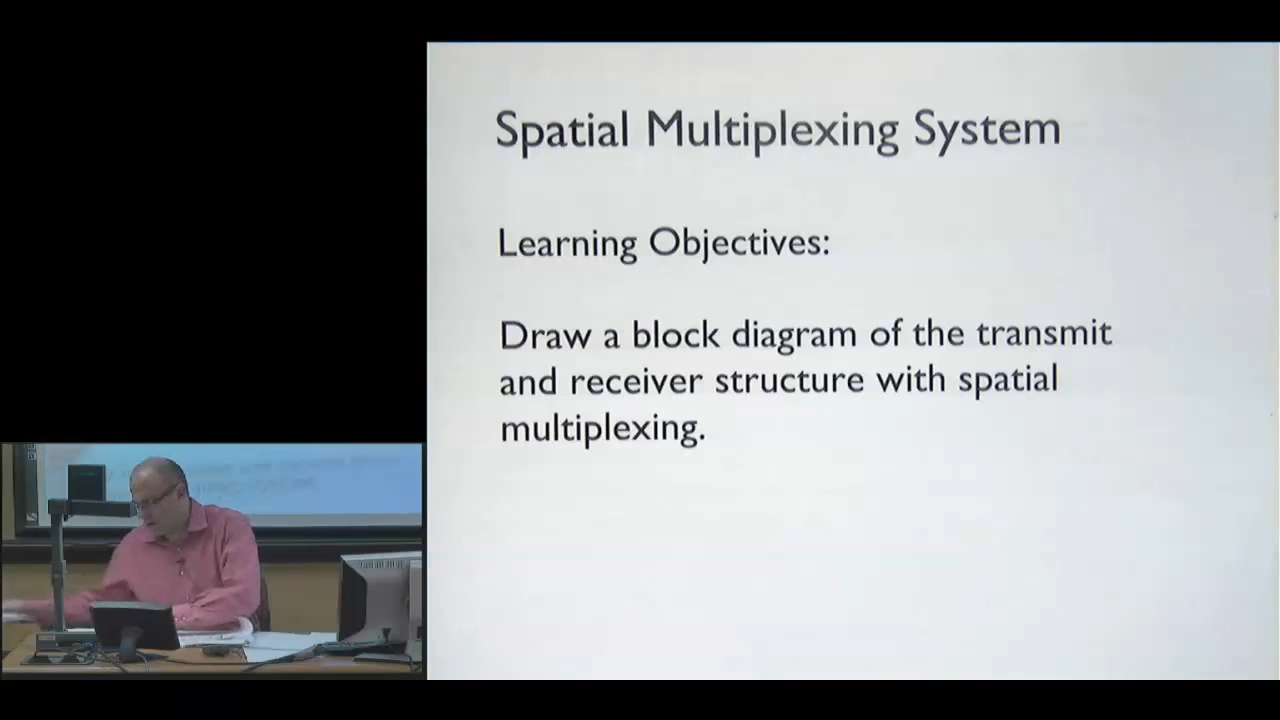 Spatial Multiplexing System
Learning Objectives:
Draw a block diagram of the transmit
and receiver structure with spatial
multiplexing.